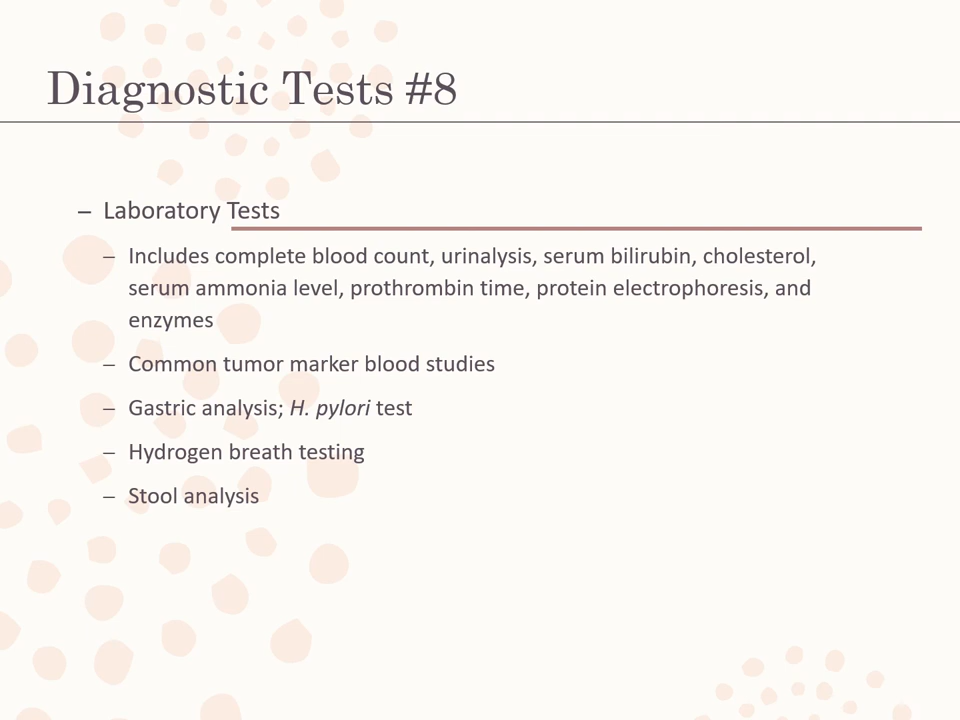 Diagnostic Tests #8
– Laboratory Tests
– Includes complete blood count, urinalysis, serum bilirubin, cholesterol,
serum ammonia level, prothrombin time, protein electrophoresis, and
enzymes
– Common tumor marker blood studies
– Gastric analysis; H. pylori test
– Hydrogen breath testing
– Stool analysis